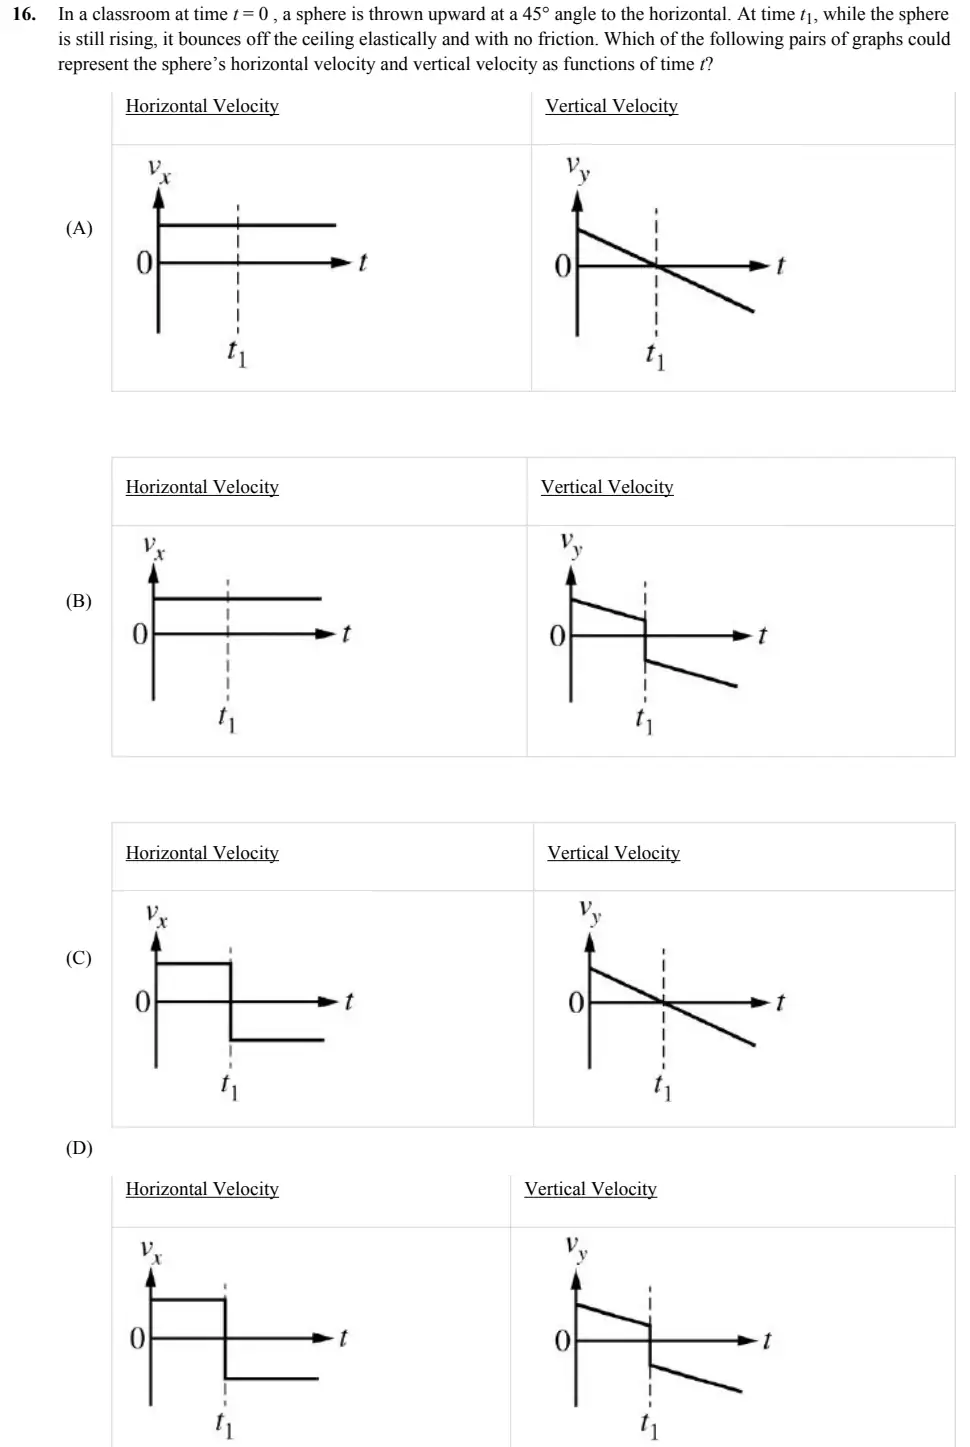 16. In a classroom at time t = 0 , a sphere is thrown upward at a 45° angle to the horizontal. At time t₁, while the sphere
is still rising, it bounces off the ceiling elastically and with no friction. Which of the following pairs of graphs could
represent the sphere’s horizontal velocity and vertical velocity as functions of time t?
Horizontal Velocity Vertical Velocity
vₓ v_y
(A)
0 t 0 t
t₁ t₁
Horizontal Velocity Vertical Velocity
vₓ v_y
(B)
0 t 0 t
t₁ t₁
Horizontal Velocity Vertical Velocity
vₓ v_y
(C)
0 t 0 t
t₁ t₁
(D)
Horizontal Velocity Vertical Velocity
vₓ v_y
0 t 0 t
t₁ t₁